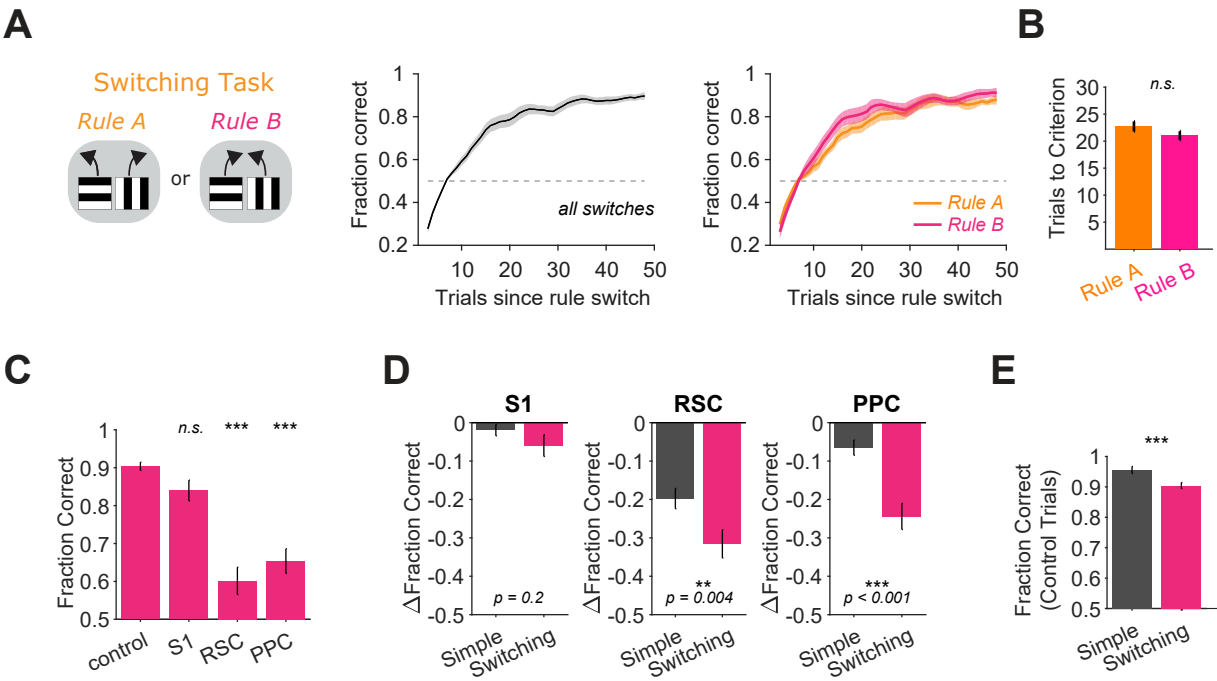 A
Switching Task
Rule A
Rule B
or
Fraction correct
1
0.8
0.6
0.4
0.2
all switches
10
20
30
40
50
Trials since rule switch
Fraction correct
1
0.8
0.6
0.4
0.2
Rule A
Rule B
10
20
30
40
50
Trials since rule switch
B
Trials to Criterion
30
25
20
15
10
5
n.s.
Rule A
Rule B
C
Fraction Correct
1
0.9
0.8
0.7
0.6
0.5
n.s.
***
***
control
S1
RSC
PPC
D
S1
△Fraction Correct
0
-0.1
-0.2
-0.3
-0.4
-0.5
p = 0.2
Simple
Switching
RSC
△Fraction Correct
0
-0.1
-0.2
-0.3
-0.4
-0.5
**
p = 0.004
Simple
Switching
PPC
△Fraction Correct
0
-0.1
-0.2
-0.3
-0.4
-0.5
***
p < 0.001
Simple
Switching
E
Fraction Correct
(Control Trials)
1
0.9
0.8
0.7
0.6
0.5
***
Simple
Switching